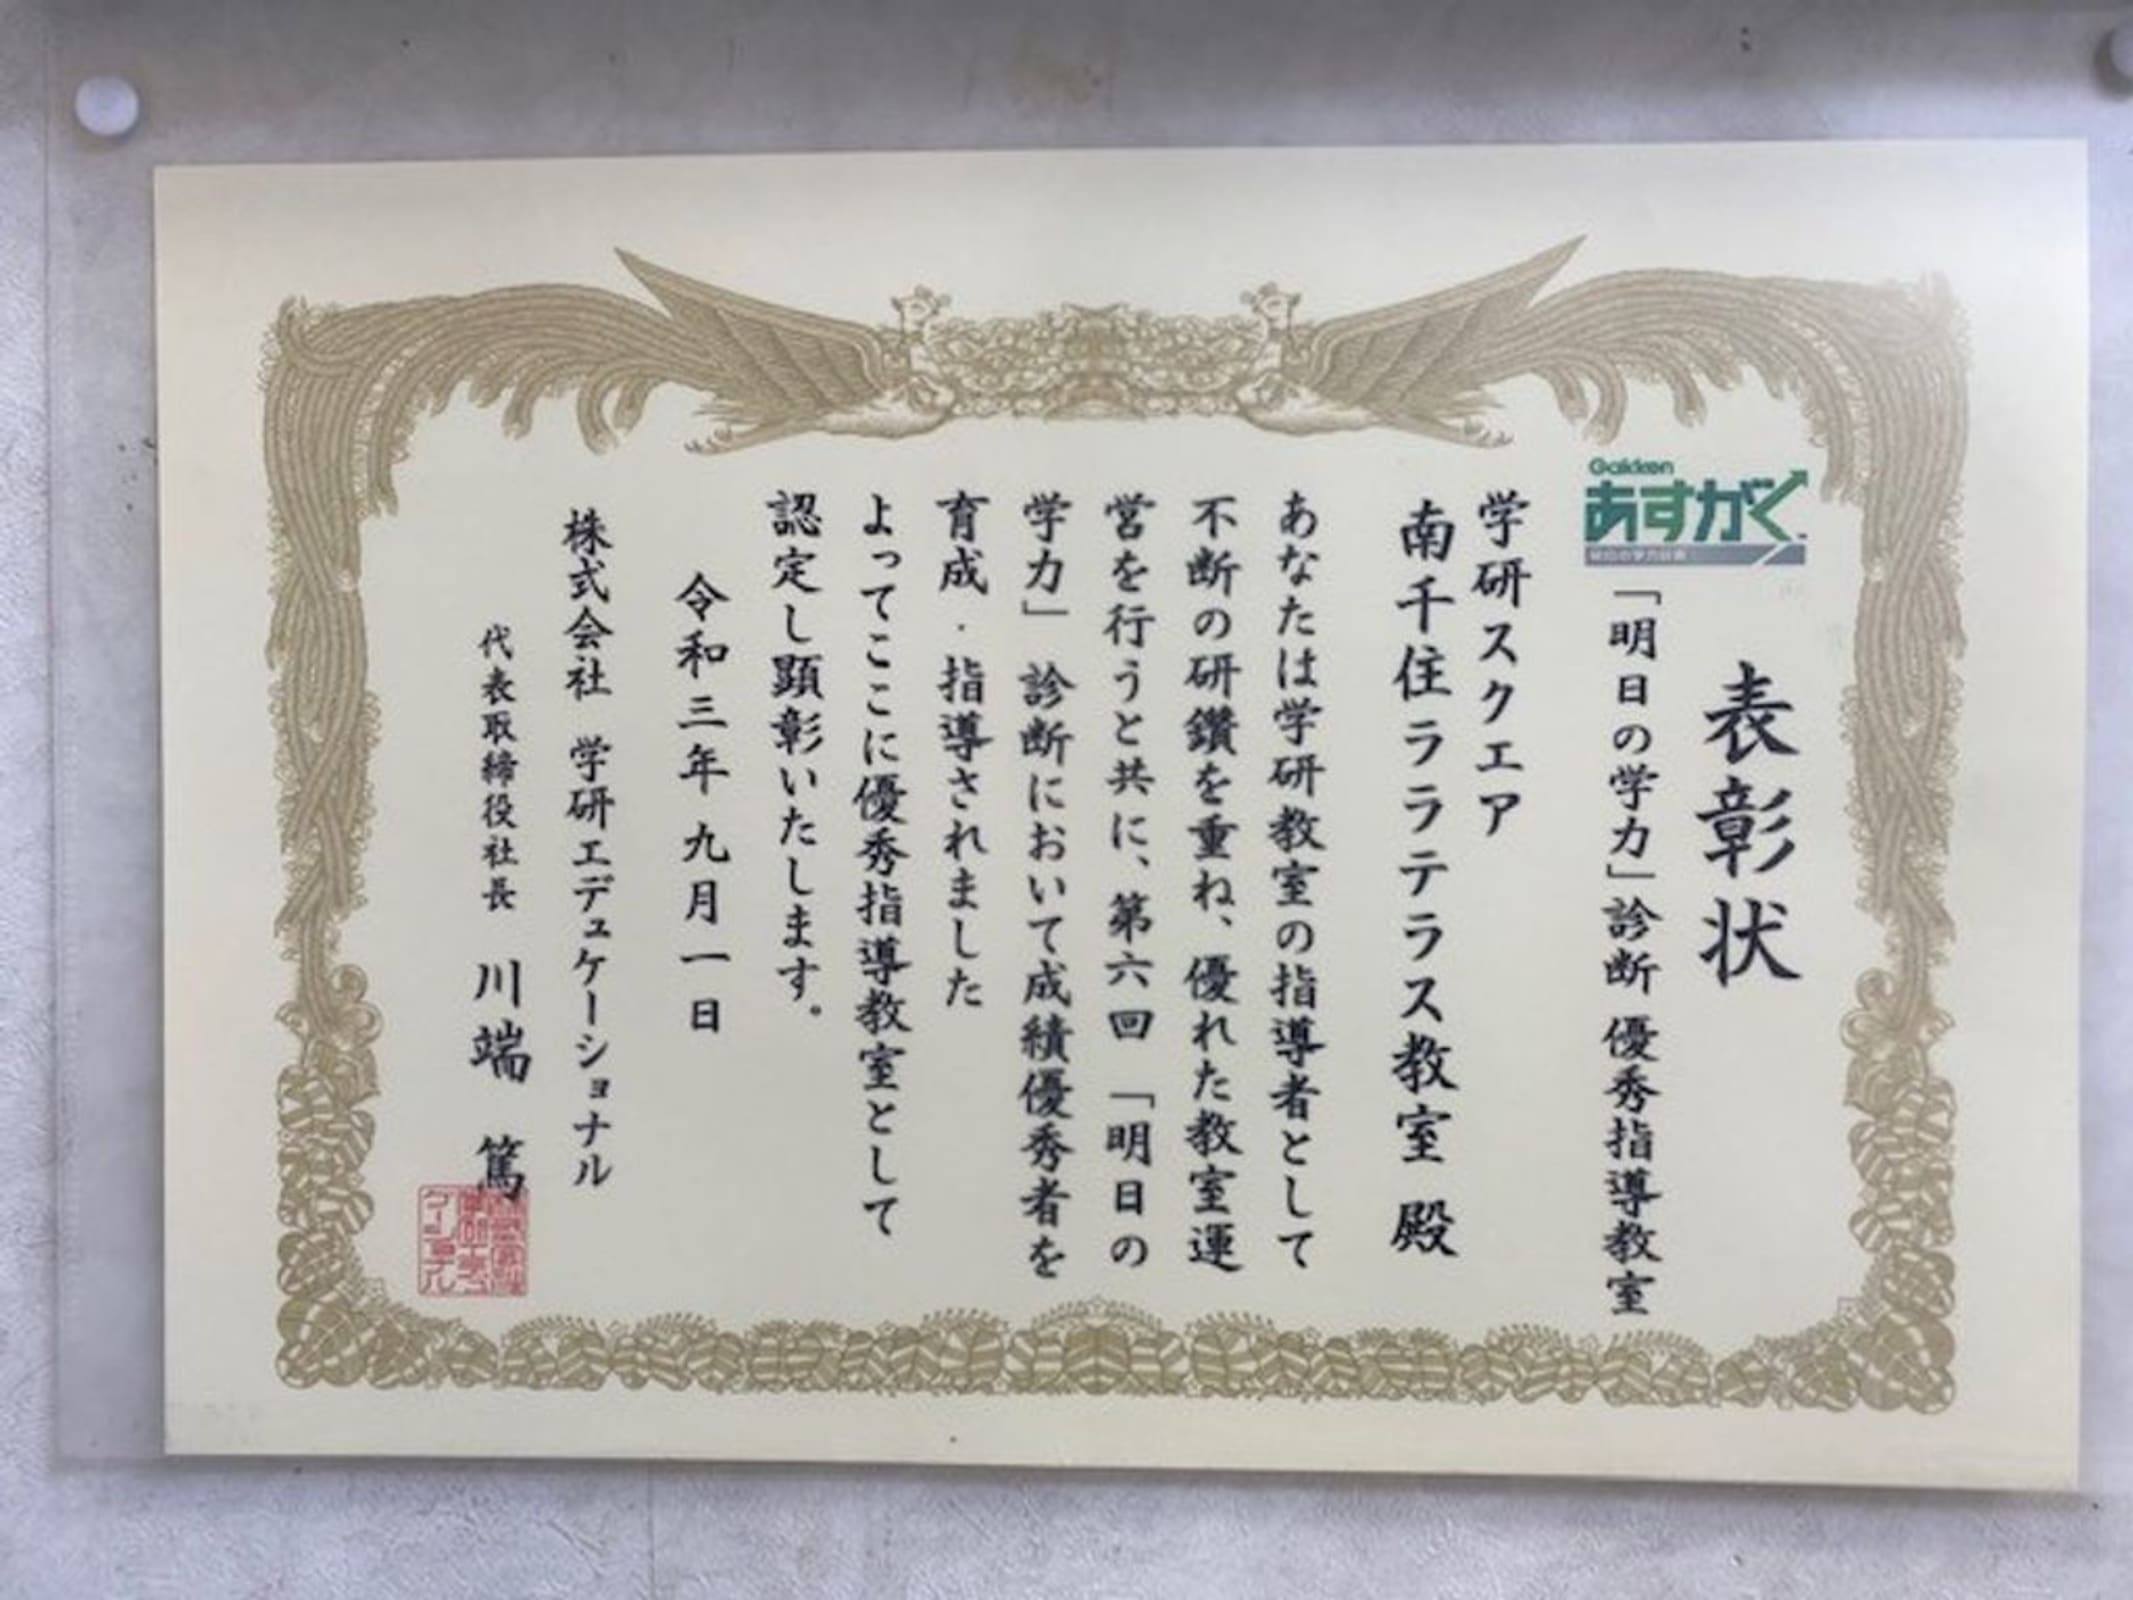 表彰状
Gakken
あすがく
「明日の学力」診断 優秀指導教室
学研スクエア
南千住ララテラス教室 殿
あなたは学研教室の指導者として
不断の研鑽を重ね、優れた教室運
営を行うと共に、第六回「明日の
学力」診断において成績優秀者を
育成・指導されました
よってここに優秀指導教室として
認定し顕彰いたします。
令和三年九月一日
株式会社 学研エデュケーショナル
代表取締役社長 川端 篤